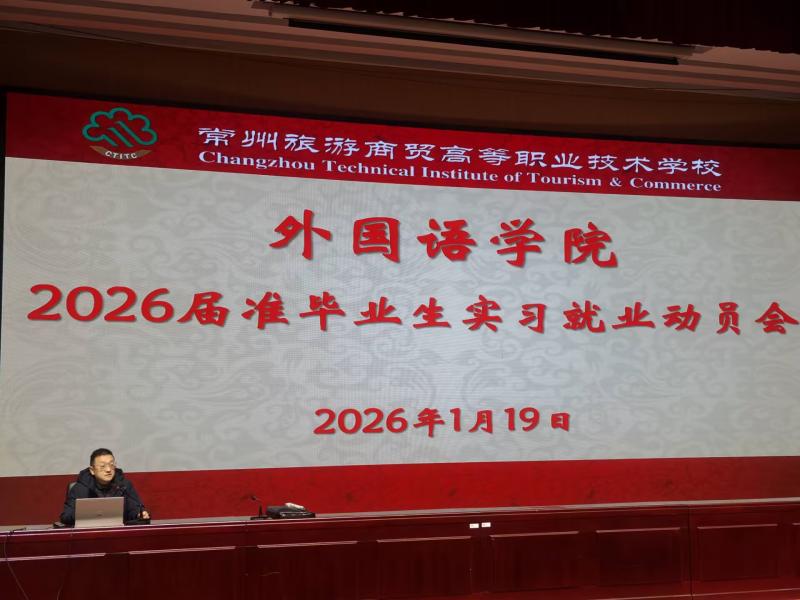 CTITC
常州旅游商贸高等职业技术学校
Changzhou Technical Institute of Tourism & Commerce
外国语学院
2026届准毕业生实习就业动员会
2026年1月19日